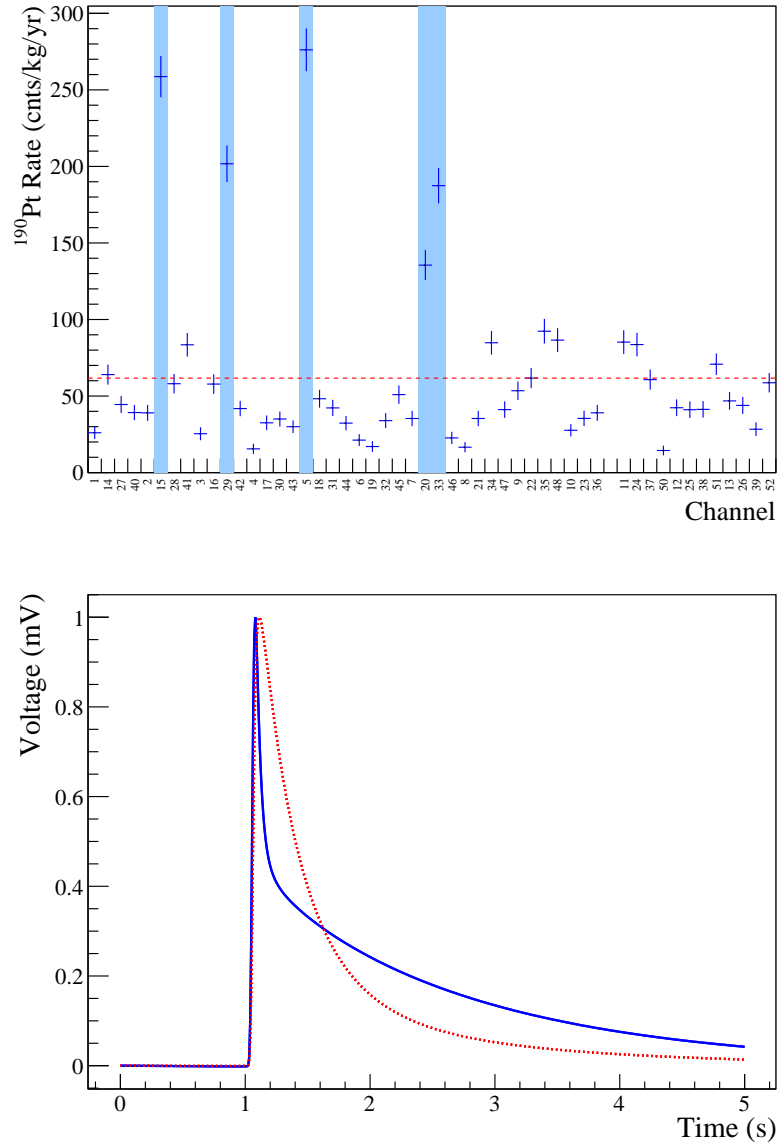 300
250
200
150
100
50
0
¹⁹⁰Pt Rate (cnts/kg/yr)
1 14 27 40 2 15 28 41 3 16 29 42 4 17 30 43 5 18 31 44 6 19 32 45 7 20 33 46 8 21 34 47 9 22 35 48 10 23 36 11 24 37 50 12 25 38 51 13 26 39 52
Channel
1
0.8
0.6
0.4
0.2
0
Voltage (mV)
0 1 2 3 4 5
Time (s)